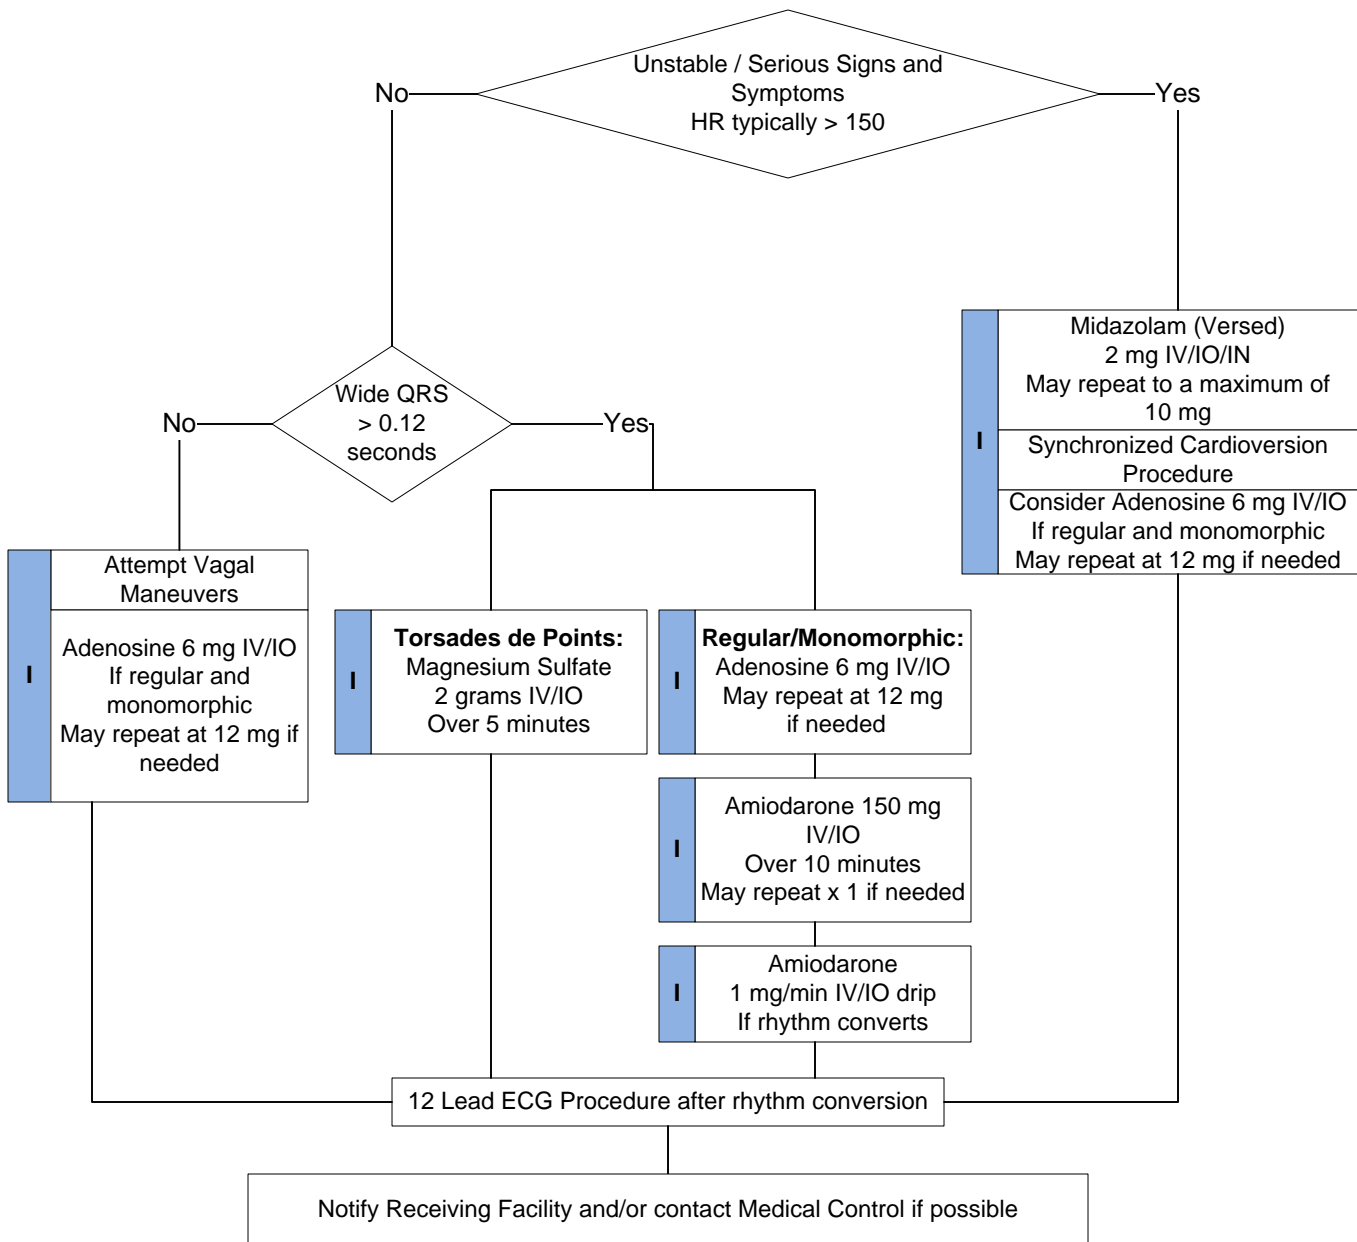 Unstable / Serious Signs and
Symptoms
HR typically > 150
No
Yes
Wide QRS
> 0.12
seconds
No
Yes
I
Midazolam (Versed)
2 mg IV/IO/IN
May repeat to a maximum of
10 mg
Synchronized Cardioversion
Procedure
Consider Adenosine 6 mg IV/IO
If regular and monomorphic
May repeat at 12 mg if needed
I
Attempt Vagal
Maneuvers
Adenosine 6 mg IV/IO
If regular and
monomorphic
May repeat at 12 mg if
needed
I
Torsades de Points:
Magnesium Sulfate
2 grams IV/IO
Over 5 minutes
I
Regular/Monomorphic:
Adenosine 6 mg IV/IO
May repeat at 12 mg
if needed
I
Amiodarone 150 mg
IV/IO
Over 10 minutes
May repeat x 1 if needed
I
Amiodarone
1 mg/min IV/IO drip
If rhythm converts
12 Lead ECG Procedure after rhythm conversion
Notify Receiving Facility and/or contact Medical Control if possible